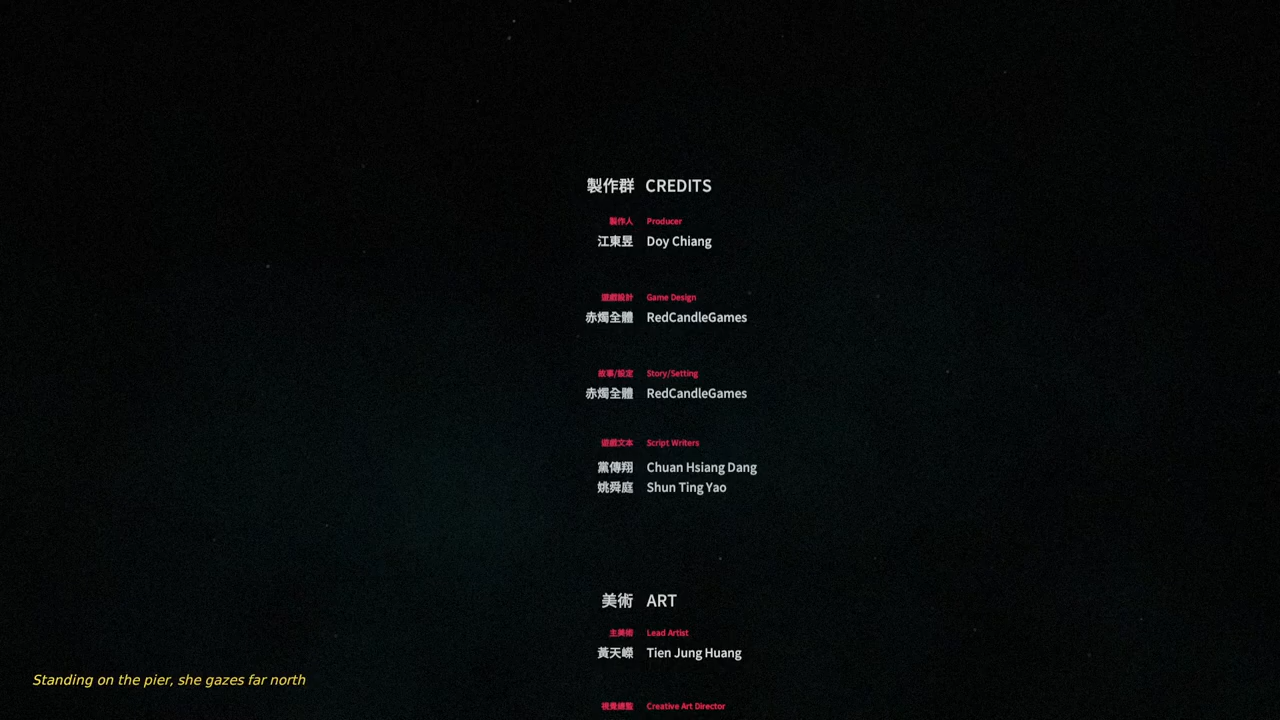 製作群 CREDITS
製作人 Producer
江東昱 Doy Chiang
遊戲設計 Game Design
赤燭全體 RedCandleGames
故事/設定 Story/Setting
赤燭全體 RedCandleGames
遊戲文本 Script Writers
黨傳翔 Chuan Hsiang Dang
姚舜庭 Shun Ting Yao
美術 ART
主美術 Lead Artist
黃天嶸 Tien Jung Huang
Standing on the pier, she gazes far north
視覺總監 Creative Art Director